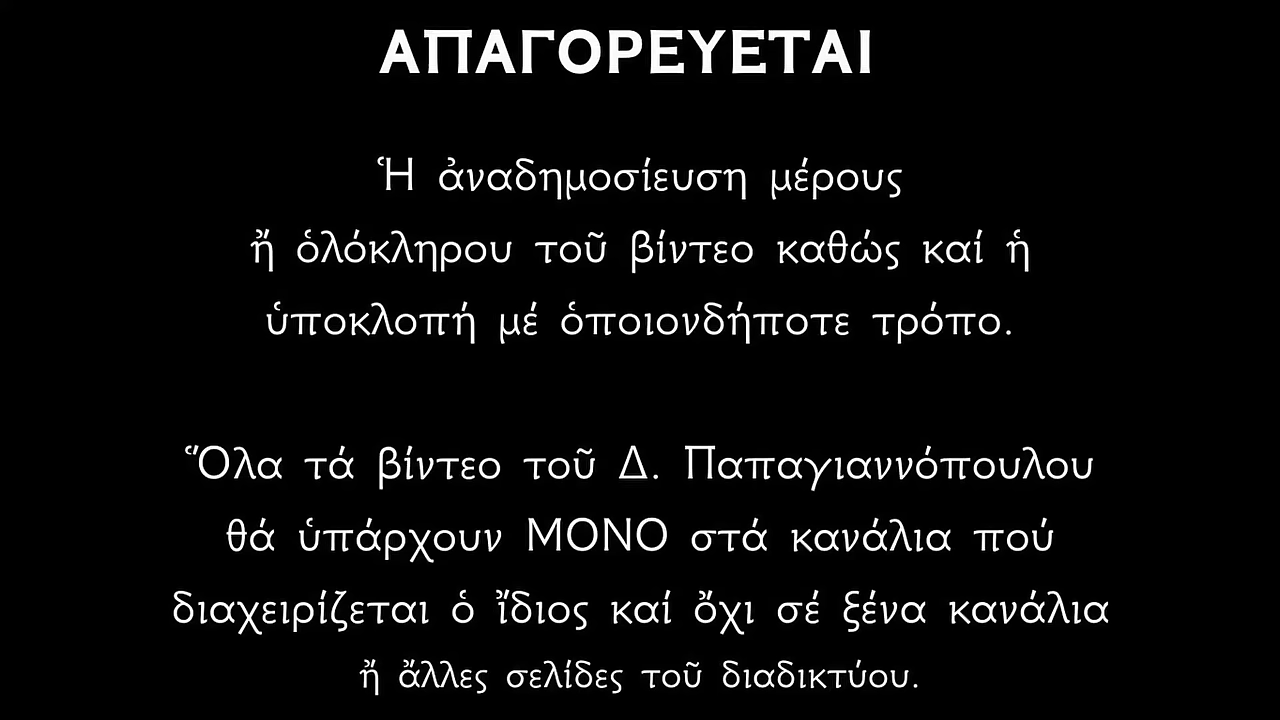 ΑΠΑΓΟΡΕΥΕΤΑΙ
Ἡ ἀναδημοσίευση μέρους
ἤ ὁλόκληρου τοῦ βίντεο καθώς καί ἡ
ὑποκλοπή μέ ὁποιονδήποτε τρόπο.
Ὅλα τά βίντεο τοῦ Δ. Παπαγιαννόπουλου
θά ὑπάρχουν ΜΟΝΟ στά κανάλια πού
διαχειρίζεται ὁ ἴδιος καί ὄχι σέ ξένα κανάλια
ἤ ἄλλες σελίδες τοῦ διαδικτύου.